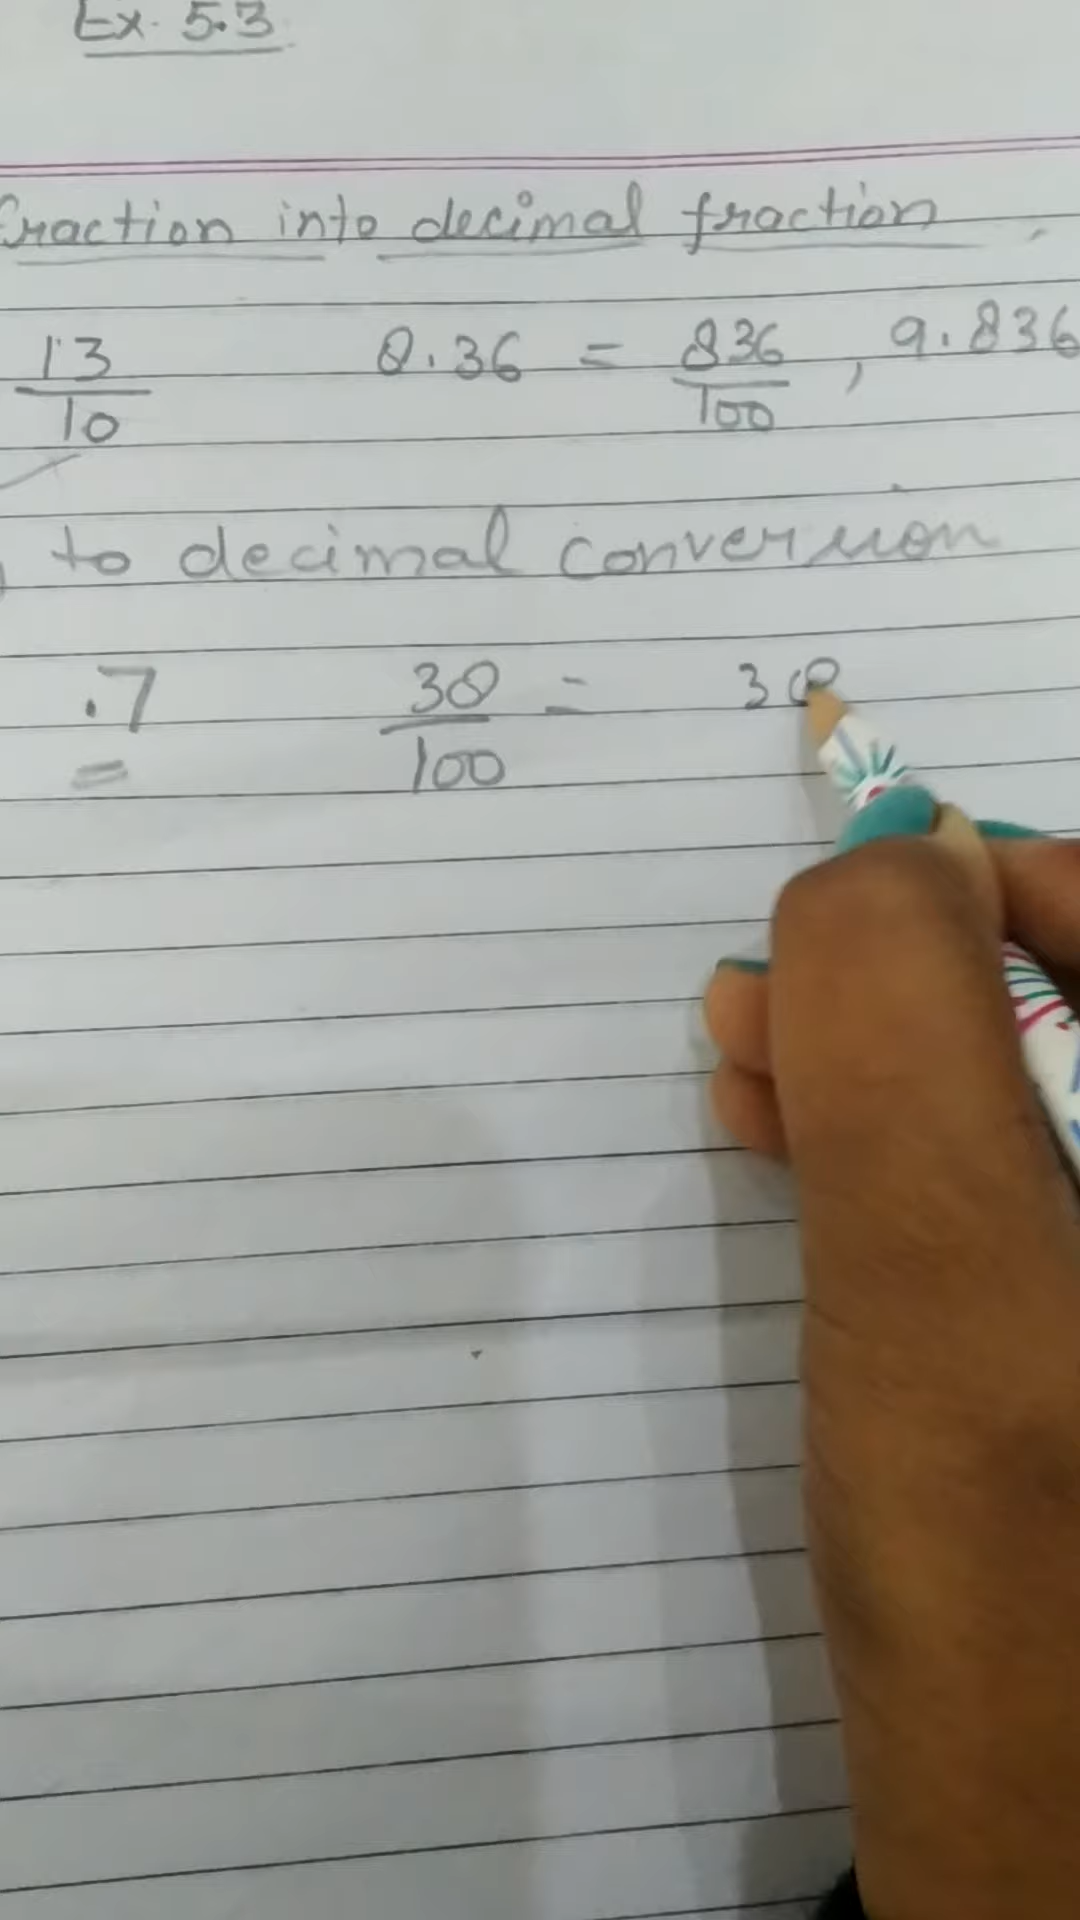 Ex. 5.3
fraction into decimal fraction
13/10 8.36 = 836/100 , 9.836
to decimal conversion
.7 38/100 = 38
=